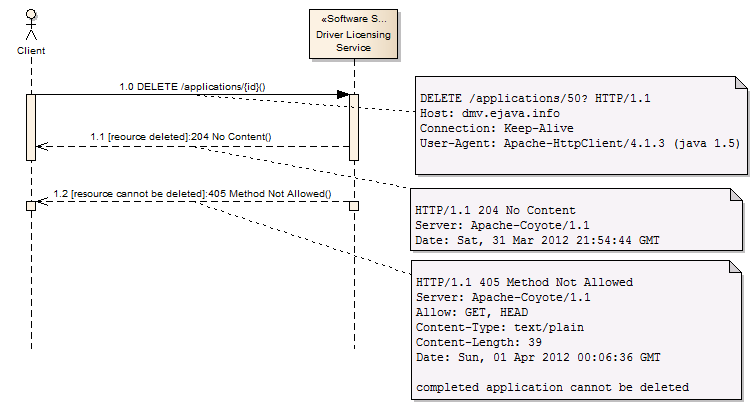 Client
«Software S...
Driver Licensing
Service
1.0 DELETE /applications/{id}()
DELETE /applications/50? HTTP/1.1
Host: dmv.ejava.info
Connection: Keep-Alive
User-Agent: Apache-HttpClient/4.1.3 (java 1.5)
1.1 [reource deleted]:204 No Content()
1.2 [resource cannot be deleted]:405 Method Not Allowed()
HTTP/1.1 204 No Content
Server: Apache-Coyote/1.1
Date: Sat, 31 Mar 2012 21:54:44 GMT
HTTP/1.1 405 Method Not Allowed
Server: Apache-Coyote/1.1
Allow: GET, HEAD
Content-Type: text/plain
Content-Length: 39
Date: Sun, 01 Apr 2012 00:06:36 GMT
completed application cannot be deleted